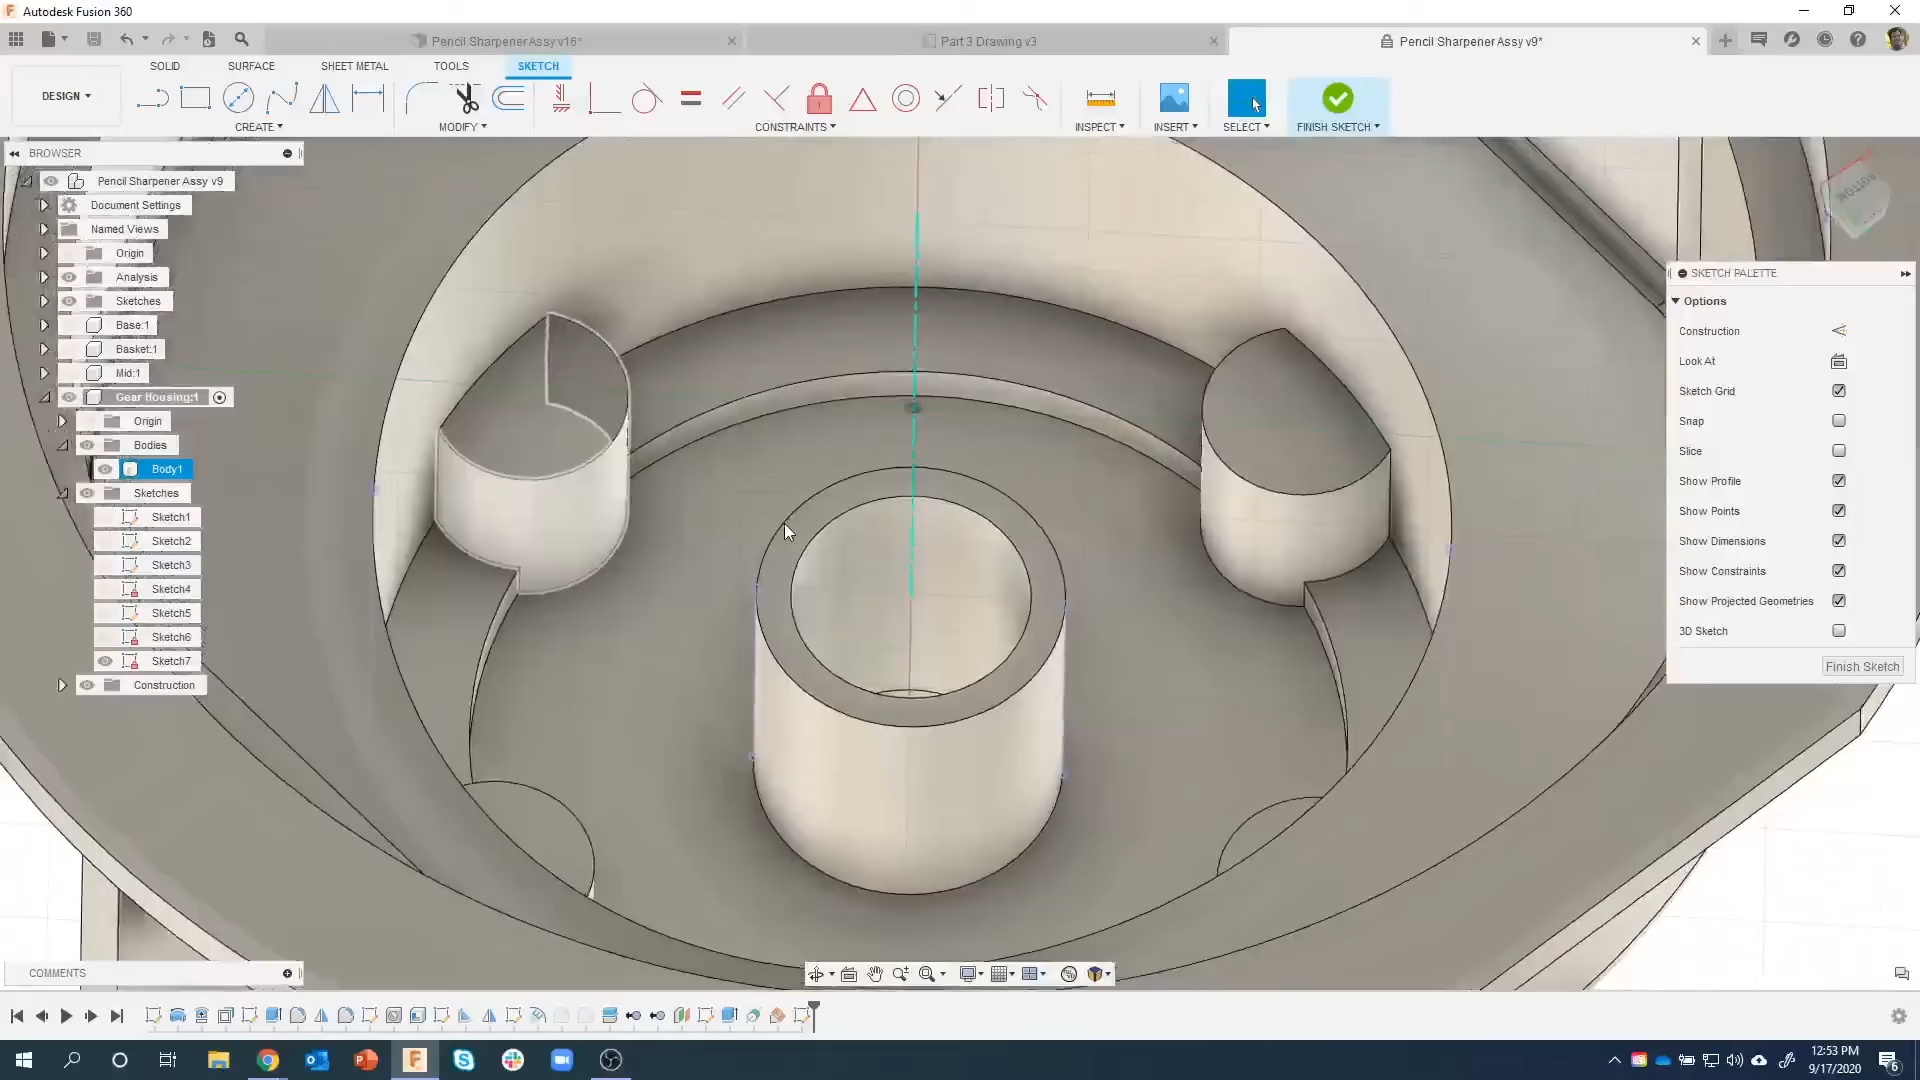 Autodesk Fusion 360
Pencil Sharpener Assy v16*
Part 3 Drawing v3
Pencil Sharpener Assy v9*
SOLID
SURFACE
SHEET METAL
TOOLS
SKETCH
DESIGN
CREATE
MODIFY
CONSTRAINTS
INSPECT
INSERT
SELECT
FINISH SKETCH
BROWSER
Pencil Sharpener Assy v9
Document Settings
Named Views
Origin
Analysis
Sketches
Base:1
Basket:1
Mid:1
Gear Housing:1
Origin
Bodies
Body1
Sketches
Sketch1
Sketch2
Sketch3
Sketch4
Sketch5
Sketch6
Sketch7
Construction
BOTTOM
SKETCH PALETTE
Options
Construction
Look At
Sketch Grid
Snap
Slice
Show Profile
Show Points
Show Dimensions
Show Constraints
Show Projected Geometries
3D Sketch
Finish Sketch
COMMENTS
12:53 PM
9/17/2020
6